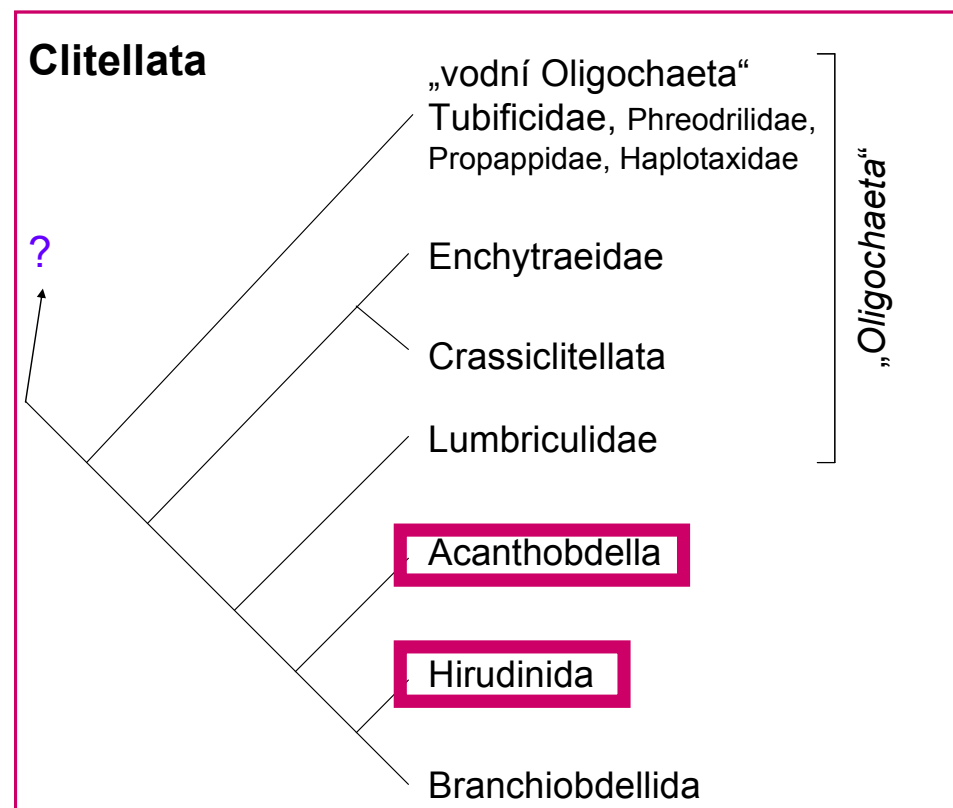 Clitellata
„vodní Oligochaeta“
Tubificidae, Phreodrilidae,
Propappidae, Haplotaxidae
?
Enchytraeidae
Crassiclitellata
„Oligochaeta“
Lumbriculidae
Acanthobdella
Hirudinida
Branchiobdellida